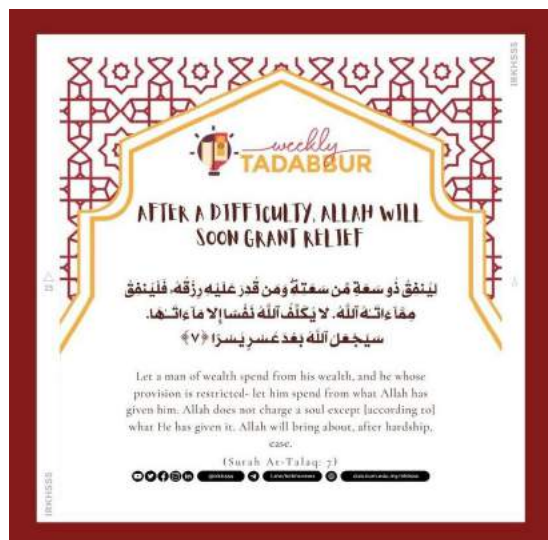 IRKHSSS
weekly
TADABBUR
AFTER A DIFFICULTY, ALLAH WILL
SOON GRANT RELIEF
لِيُنفِقْ ذُو سَعَةٍ مِّن سَعَتِهِۦ وَمَن قُدِرَ عَلَيْهِ رِزْقُهُۥ فَلْيُنفِقْ
مِمَّآ ءَاتَىٰهُ ٱللَّهُ. لَا يُكَلِّفُ ٱللَّهُ نَفْسًا إِلَّا مَآ ءَاتَىٰهَا.
سَيَجْعَلُ ٱللَّهُ بَعْدَ عُسْرٍ يُسْرًا ﴿٧﴾
Let a man of wealth spend from his wealth, and he whose
provision is restricted- let him spend from what Allah has
given him. Allah does not charge a soul except [according to]
what He has given it. Allah will bring about, after hardship,
ease.
(Surah At-Talaq: 7)
IRKHSSS